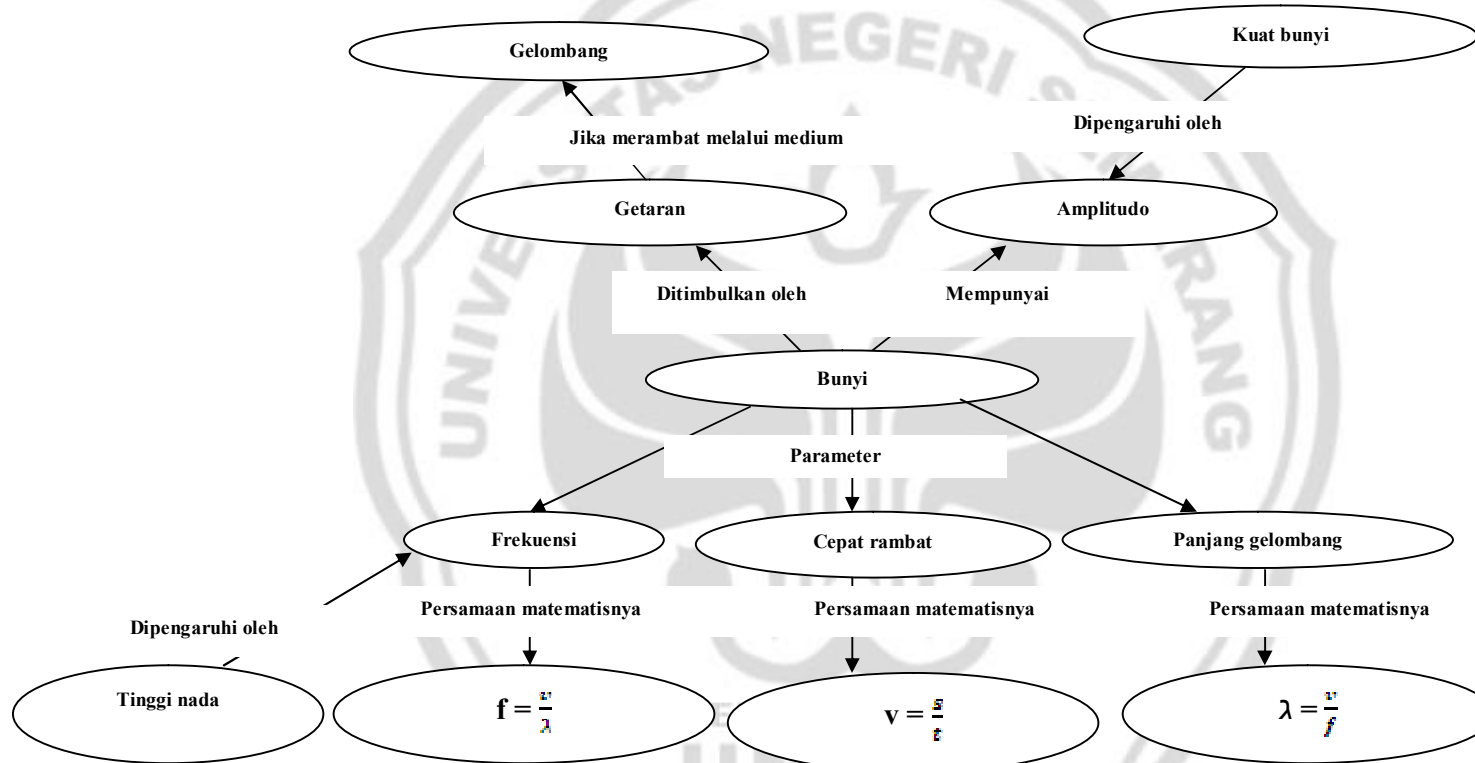 Gelombang
Kuat bunyi
Jika merambat melalui medium
Dipengaruhi oleh
Getaran
Amplitudo
Ditimbulkan oleh
Mempunyai
Bunyi
Parameter
Frekuensi
Cepat rambat
Panjang gelombang
Dipengaruhi oleh
Persamaan matematisnya
Persamaan matematisnya
Persamaan matematisnya
Tinggi nada
f = v/λ
v = s/t
λ = v/f